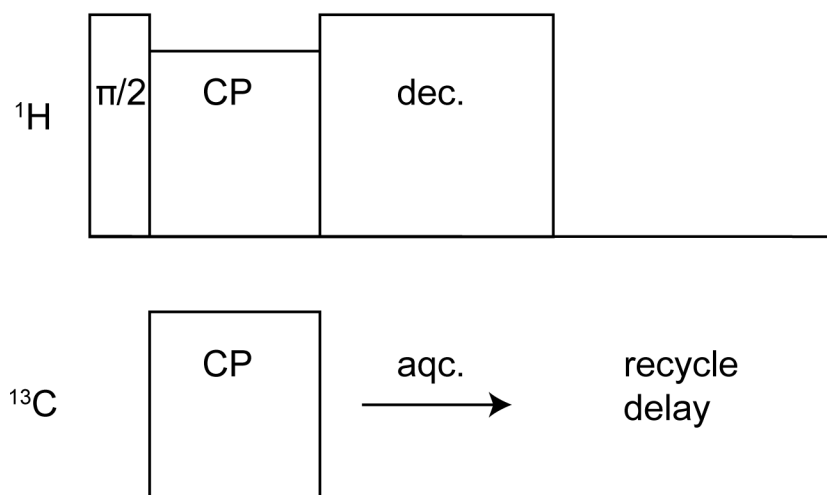 ¹H
π/2
CP
dec.
¹³C
CP
aqc.
recycle
delay